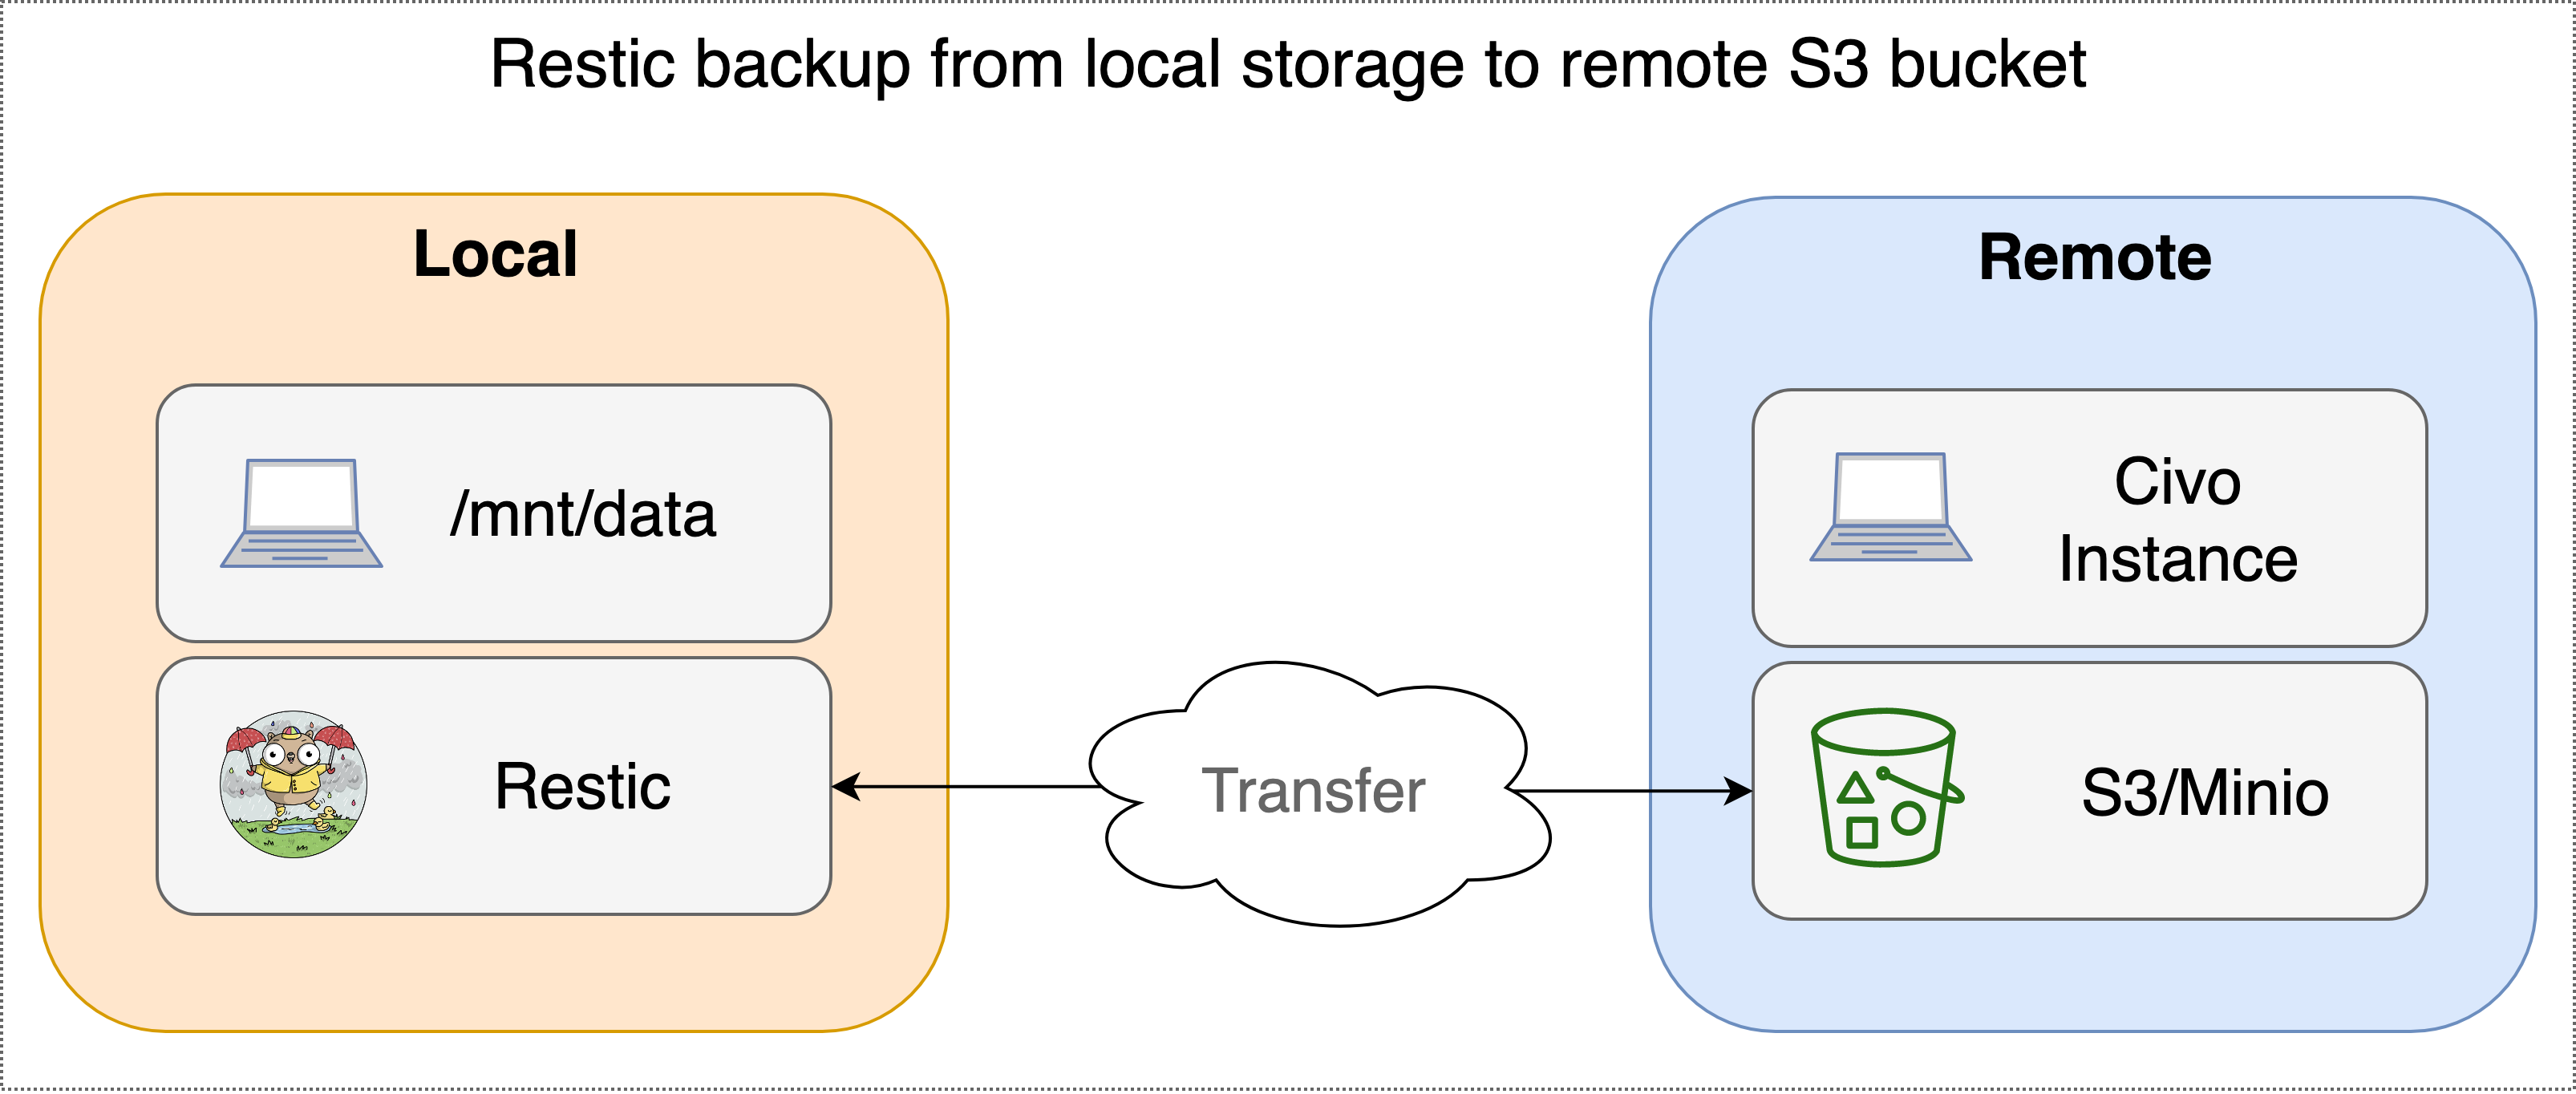 Restic backup from local storage to remote S3 bucket
Local
/mnt/data
Restic
Transfer
Remote
Civo
Instance
S3/Minio